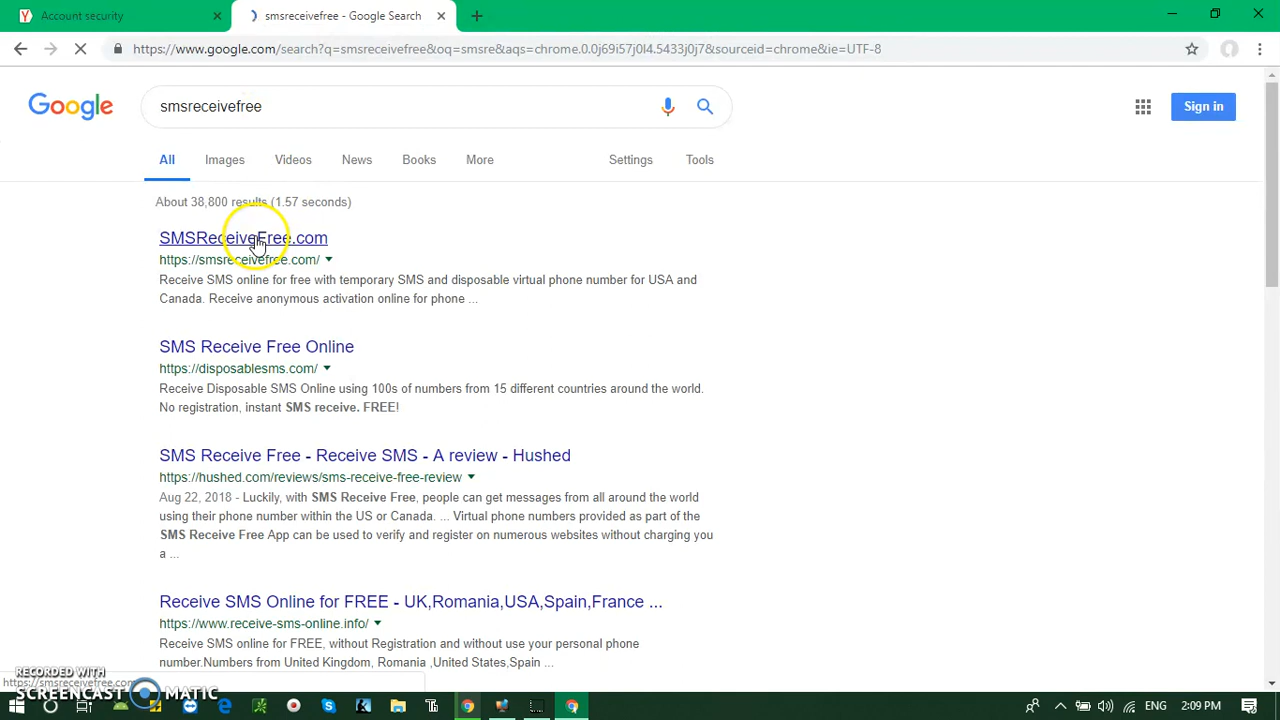 Account security
smsreceivefree - Google Search
https://www.google.com/search?q=smsreceivefree&oq=smsre&aqs=chrome.0.0j69i57j0l4.5433j0j7&sourceid=chrome&ie=UTF-8
Google
smsreceivefree
Sign in
All Images Videos News Books More Settings Tools
About 38,800 results (1.57 seconds)
SMSReceiveFree.com
https://smsreceivefree.com/
Receive SMS online for free with temporary SMS and disposable virtual phone number for USA and
Canada. Receive anonymous activation online for phone ...
SMS Receive Free Online
https://disposablesms.com/
Receive Disposable SMS Online using 100s of numbers from 15 different countries around the world.
No registration, instant SMS receive. FREE!
SMS Receive Free - Receive SMS - A review - Hushed
https://hushed.com/reviews/sms-receive-free-review
Aug 22, 2018 - Luckily, with SMS Receive Free, people can get messages from all around the world
using their phone number within the US or Canada. ... Virtual phone numbers provided as part of the
SMS Receive Free App can be used to verify and register on numerous websites without charging you
a ...
Receive SMS Online for FREE - UK,Romania,USA,Spain,France ...
https://www.receive-sms-online.info/
Receive SMS online for FREE, without Registration and without use your personal phone
number.Numbers from United Kingdom, Romania ,United States,Spain ...
RECORDED WITH
https://smsreceivefree.com
SCREENCAST MATIC
ENG 2:09 PM